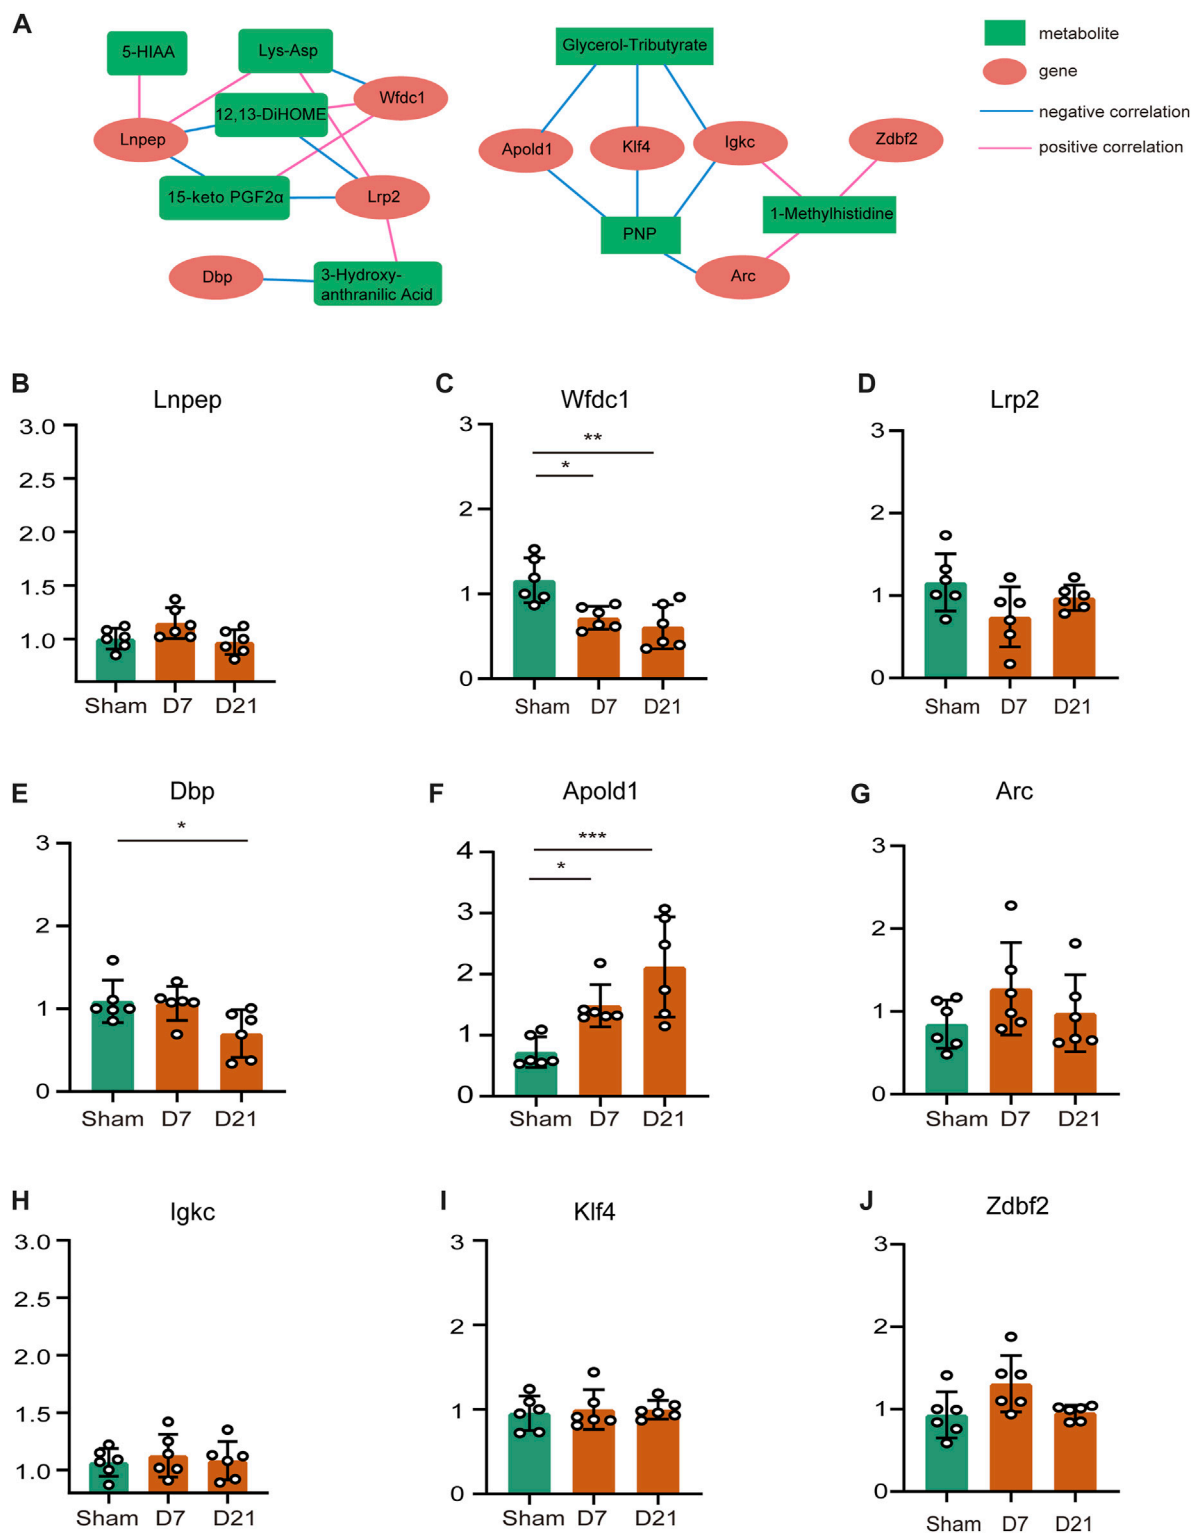 A
5-HIAA
Lys-Asp
Wfdc1
12,13-DiHOME
Lnpep
15-keto PGF2α
Lrp2
Dbp
3-Hydroxy-
anthranilic Acid
Glycerol-Tributyrate
Apold1
Klf4
Igkc
Zdbf2
1-Methylhistidine
PNP
Arc
metabolite
gene
negative correlation
positive correlation
B
Lnpep
3.0
2.5
2.0
1.5
1.0
Sham D7 D21
C
Wfdc1
**
*
3
2
1
0
Sham D7 D21
D
Lrp2
3
2
1
0
Sham D7 D21
E
Dbp
*
3
2
1
0
Sham D7 D21
F
Apold1
***
*
4
3
2
1
0
Sham D7 D21
G
Arc
3
2
1
0
Sham D7 D21
H
Igkc
3.0
2.5
2.0
1.5
1.0
Sham D7 D21
I
Klf4
3
2
1
0
Sham D7 D21
J
Zdbf2
3
2
1
0
Sham D7 D21